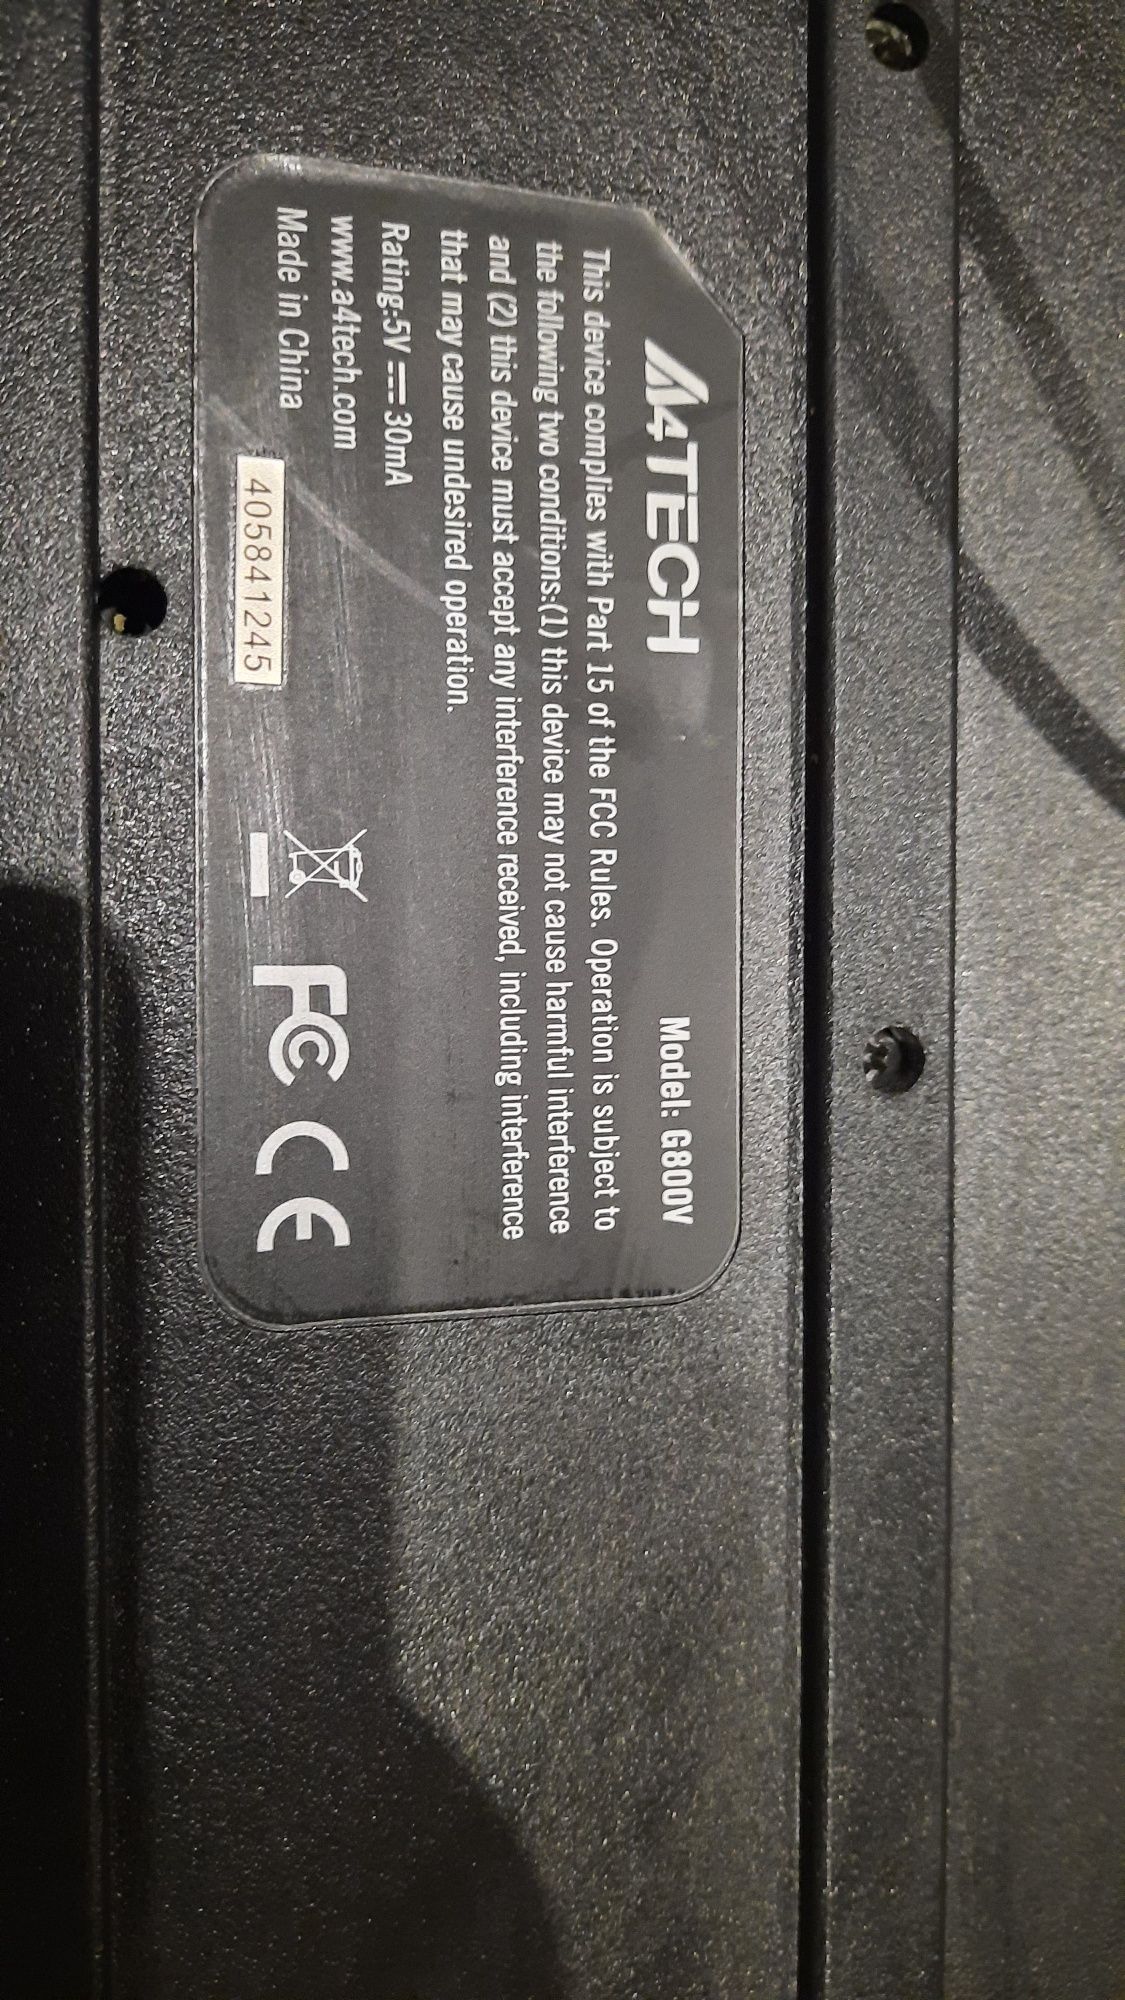 A4TECH Model: G800V
This device complies with Part 15 of the FCC Rules. Operation is subject to
the following two conditions:(1) this device may not cause harmful interference
and (2) this device must accept any interference received, including interference
that may cause undesired operation.
Rating:5V ⎓ 30mA
www.a4tech.com
Made in China
405841245
FC CE